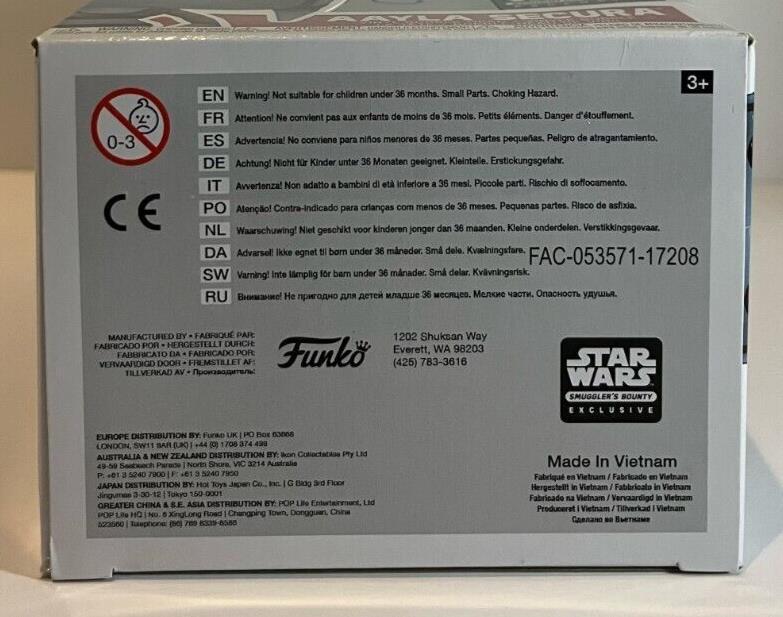 AAYLA SECURA
3+
0-3
EN Warning! Not suitable for children under 36 months. Small Parts. Choking Hazard.
FR Attention! Ne convient pas aux enfants de moins de 36 mois. Petits éléments. Danger d'étouffement.
ES Advertencia! No conviene para niños menores de 36 meses. Partes pequeñas. Peligro de atragantamiento.
DE Achtung! Nicht für Kinder unter 36 Monaten geeignet. Kleinteile. Erstickungsgefahr.
IT Avvertenza! Non adatto a bambini di età inferiore a 36 mesi. Piccole parti. Rischio di soffocamento.
PO Atenção! Contra-indicado para crianças com menos de 36 meses. Pequenas partes. Risco de asfixia.
NL Waarschuwing! Niet geschikt voor kinderen jonger dan 36 maanden. Kleine onderdelen. Verstikkingsgevaar.
DA Advarsel! Ikke egnet til børn under 36 måneder. Små dele. Kvælningsfare.
FAC-053571-17208
SW Varning! Inte lämplig för barn under 36 månader. Små delar. Kvävningsrisk.
RU Внимание! Не пригодно для детей младше 36 месяцев. Мелкие части, Опасность удушья.
CE
MANUFACTURED BY • FABRIQUÉ PAR:
FABRICADO POR • HERGESTELLT DURCH:
FABBRICATO DA • FABRICADO POR:
VERVAARDIGD DOOR • FREMSTILLET AF:
TILLVERKAD AV • Производитель:
Funko
1202 Shuksan Way
Everett, WA 98203
(425) 783-3616
STAR
WARS
SMUGGLER'S BOUNTY
EXCLUSIVE
EUROPE DISTRIBUTION BY: Funko UK | PO Box 63868
LONDON, SW11 9AR (UK) | +44 (0) 1708 374 499
AUSTRALIA & NEW ZEALAND DISTRIBUTION BY: Ikon Collectables Pty Ltd
49-59 Seabeach Parade | North Shore, VIC 3214 Australia
P: +61 3 5240 7900 | F: +61 3 5240 7950
JAPAN DISTRIBUTION BY: Hot Toys Japan Co., Inc. | G Bldg 3rd Floor
Jingumae 3-30-12 | Tokyo 150-0001
GREATER CHINA & S.E. ASIA DISTRIBUTION BY: POP Life Entertainment, Ltd
POP Life HQ | No. 6 XingLong Road | Changping Town, Dongguan, China
523560 | Telephone: (86) 769 8339-8585
Made In Vietnam
Fabriqué en Vietnam / Fabricado en Vietnam
Hergestellt in Vietnam / Fabbricato in Vietnam
Fabricado na Vietnam / Vervaardigd in Vietnam
Produceret i Vietnam / Tillverkad i Vietnam
Сделано во Вьетнаме